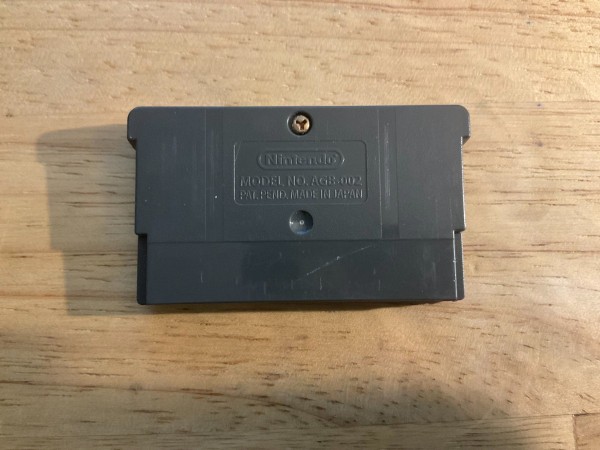 Nintendo
MODEL NO. AGB-002
PAT. PEND. MADE IN JAPAN